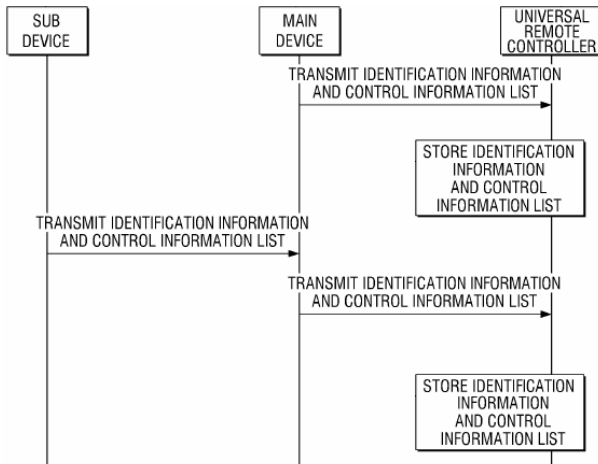 SUB
DEVICE
MAIN
DEVICE
UNIVERSAL
REMOTE
CONTROLLER
TRANSMIT IDENTIFICATION INFORMATION
AND CONTROL INFORMATION LIST
STORE IDENTIFICATION
INFORMATION
AND CONTROL
INFORMATION LIST
TRANSMIT IDENTIFICATION INFORMATION
AND CONTROL INFORMATION LIST
TRANSMIT IDENTIFICATION INFORMATION
AND CONTROL INFORMATION LIST
STORE IDENTIFICATION
INFORMATION
AND CONTROL
INFORMATION LIST